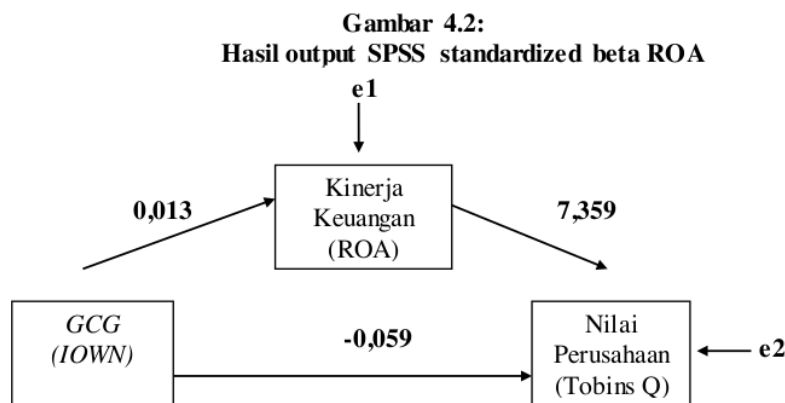 Gambar 4.2:
Hasil output SPSS standardized beta ROA
e1
Kinerja
Keuangan
(ROA)
0,013
7,359
GCG
(IOWN)
-0,059
Nilai
Perusahaan
(Tobins Q)
e2